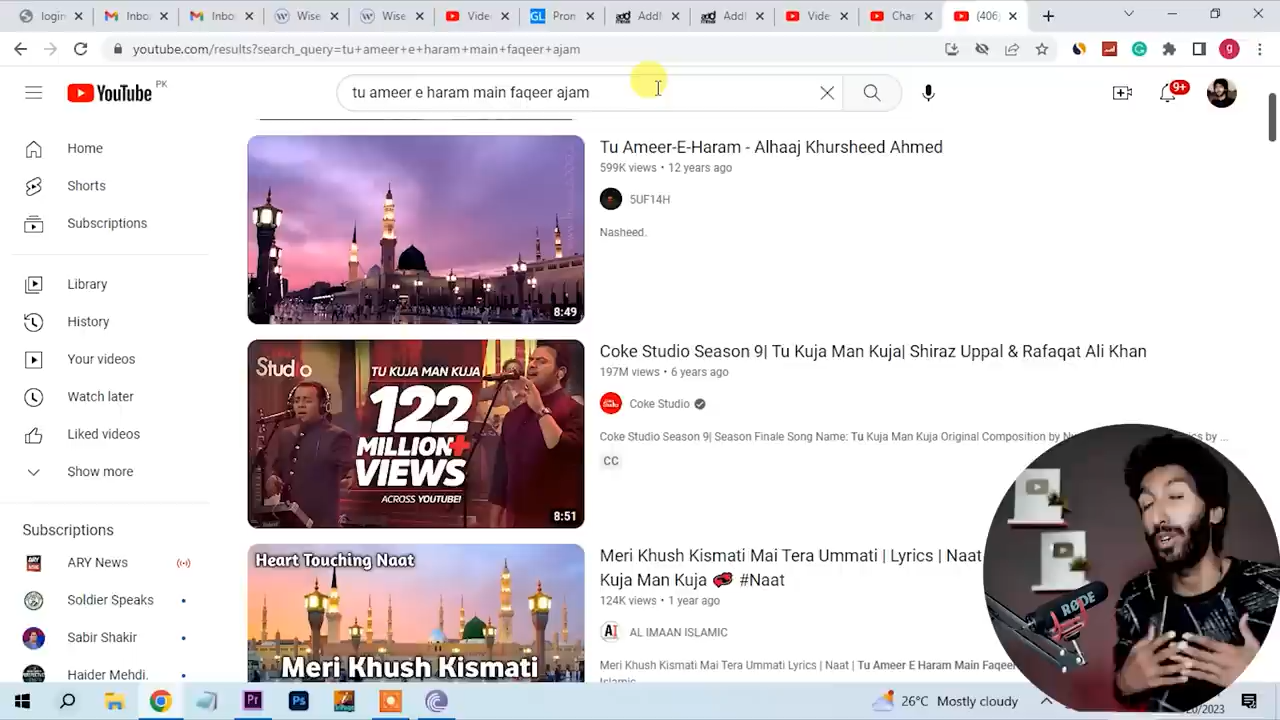 login
Inbo
Inbo
Wise
Wise
Vide
Pron
Addl
Addl
Vide
Char
(406)
youtube.com/results?search_query=tu+ameer+e+haram+main+faqeer+ajam
YouTube PK
tu ameer e haram main faqeer ajam
9+
Home
Shorts
Subscriptions
Library
History
Your videos
Watch later
Liked videos
Show more
Subscriptions
ARY News
Soldier Speaks
Sabir Shakir
Haider Mehdi.
8:49
Tu Ameer-E-Haram - Alhaaj Khursheed Ahmed
599K views • 12 years ago
5UF14H
Nasheed.
Studio
TU KUJA MAN KUJA
122
MILLION+
VIEWS
ACROSS YOUTUBE!
8:51
Coke Studio Season 9| Tu Kuja Man Kuja| Shiraz Uppal & Rafaqat Ali Khan
197M views • 6 years ago
Coke Studio
Coke Studio Season 9| Season Finale Song Name: Tu Kuja Man Kuja Original Composition by
CC
Heart Touching Naat
Meri Khush Kismati
Meri Khush Kismati Mai Tera Ummati | Lyrics | Naat
Kuja Man Kuja 💞 #Naat
124K views • 1 year ago
AI
AL IMAAN ISLAMIC
Meri Khush Kismati Mai Tera Ummati Lyrics | Naat | Tu Ameer E Haram Main Faqeer
Islamic
RØDE
Pr
Ps
26°C Mostly cloudy